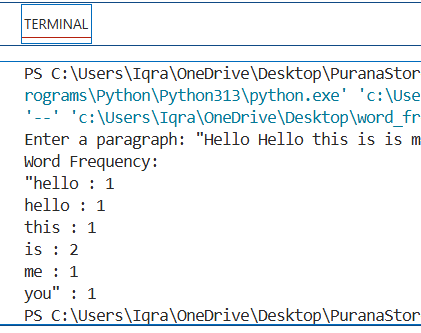 TERMINAL
PS C:\Users\Iqra\OneDrive\Desktop\PuranaStor
rograms\Python\Python313\python.exe' 'c:\Use
'--' 'c:\Users\Iqra\OneDrive\Desktop\word_fr
Enter a paragraph: "Hello Hello this is is m
Word Frequency:
"hello : 1
hello : 1
this : 1
is : 2
me : 1
you" : 1
PS C:\Users\Iqra\OneDrive\Desktop\PuranaStor